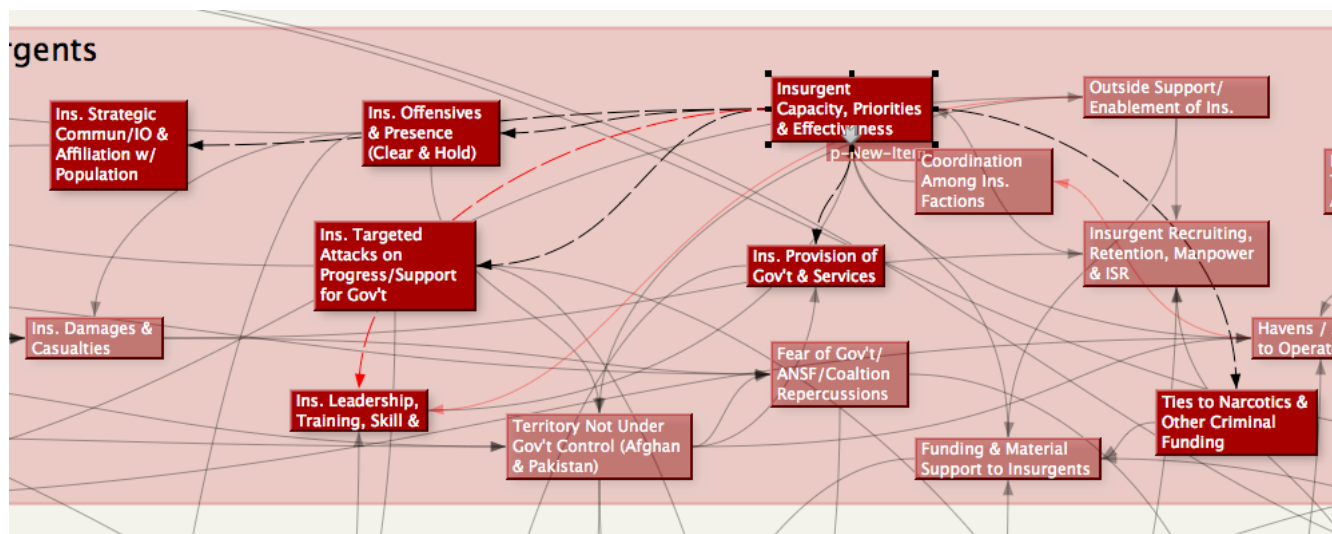 rgents
Ins. Strategic
Commun/IO &
Affiliation w/
Population
Ins. Offensives
& Presence
(Clear & Hold)
Insurgent
Capacity, Priorities
& Effectiveness
p-New-Item
Outside Support/
Enablement of Ins.
Coordination
Among Ins.
Factions
Ins. Targeted
Attacks on
Progress/Support
for Gov't
Ins. Provision of
Gov't & Services
Insurgent Recruiting,
Retention, Manpower
& ISR
Ins. Damages &
Casualties
Havens /
to Operat
Fear of Gov't/
ANSF/Coaltion
Repercussions
Ins. Leadership,
Training, Skill &
Territory Not Under
Gov't Control (Afghan
& Pakistan)
Ties to Narcotics &
Other Criminal
Funding
Funding & Material
Support to Insurgents